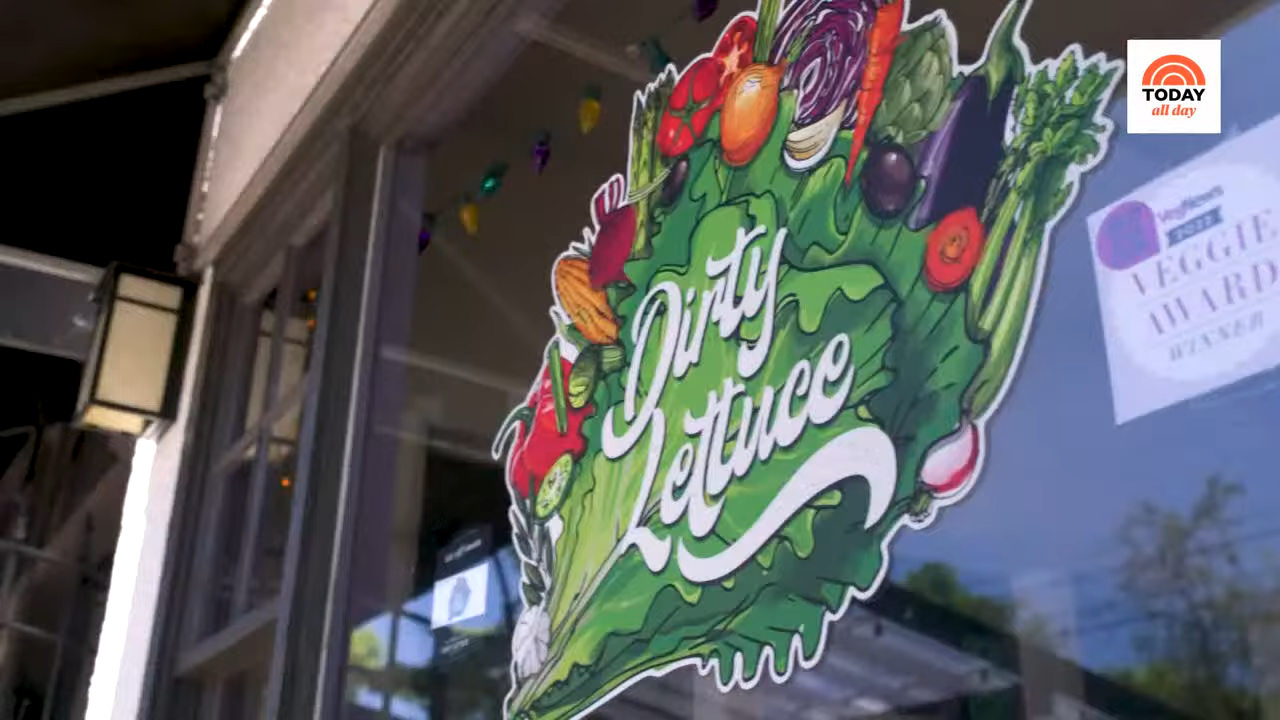 TODAY
all day
Dirty
Lettuce
VegNews
2022
VEGGIE
AWARD
WINNER